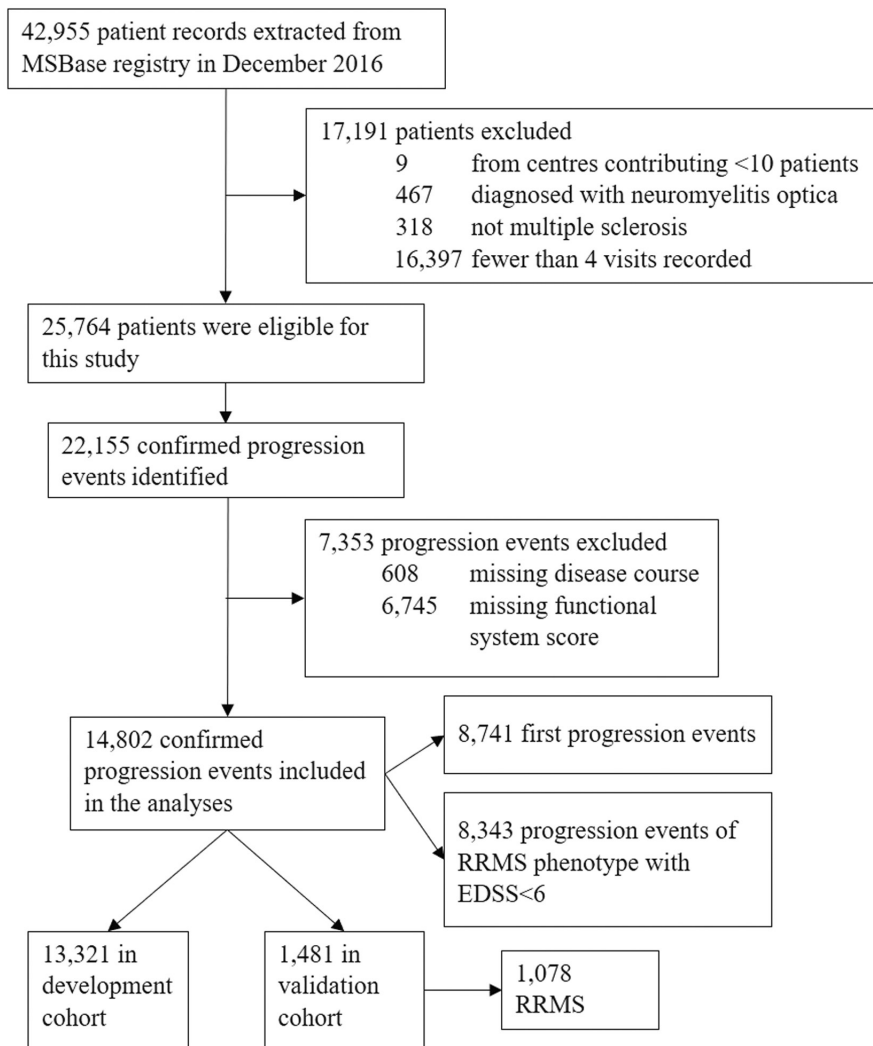 42,955 patient records extracted from
MSBase registry in December 2016
17,191 patients excluded
9 from centres contributing <10 patients
467 diagnosed with neuromyelitis optica
318 not multiple sclerosis
16,397 fewer than 4 visits recorded
25,764 patients were eligible for
this study
22,155 confirmed progression
events identified
7,353 progression events excluded
608 missing disease course
6,745 missing functional
system score
14,802 confirmed
progression events included
in the analyses
8,741 first progression events
8,343 progression events of
RRMS phenotype with
EDSS<6
13,321 in
development
cohort
1,481 in
validation
cohort
1,078
RRMS